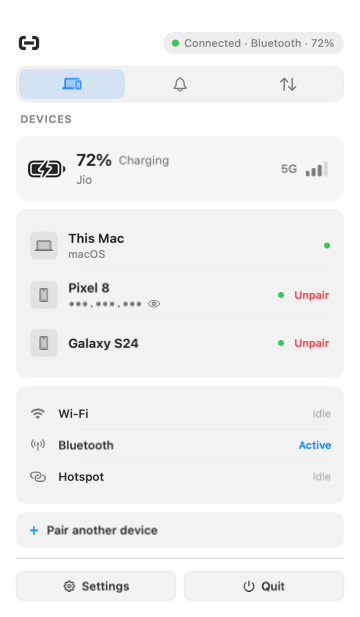 Connected · Bluetooth · 72%
DEVICES
72% Charging
Jio
5G
This Mac
macOS
Pixel 8
•••.•••.•••
Unpair
Galaxy S24
Unpair
Wi-Fi Idle
Bluetooth Active
Hotspot Idle
+ Pair another device
Settings
Quit